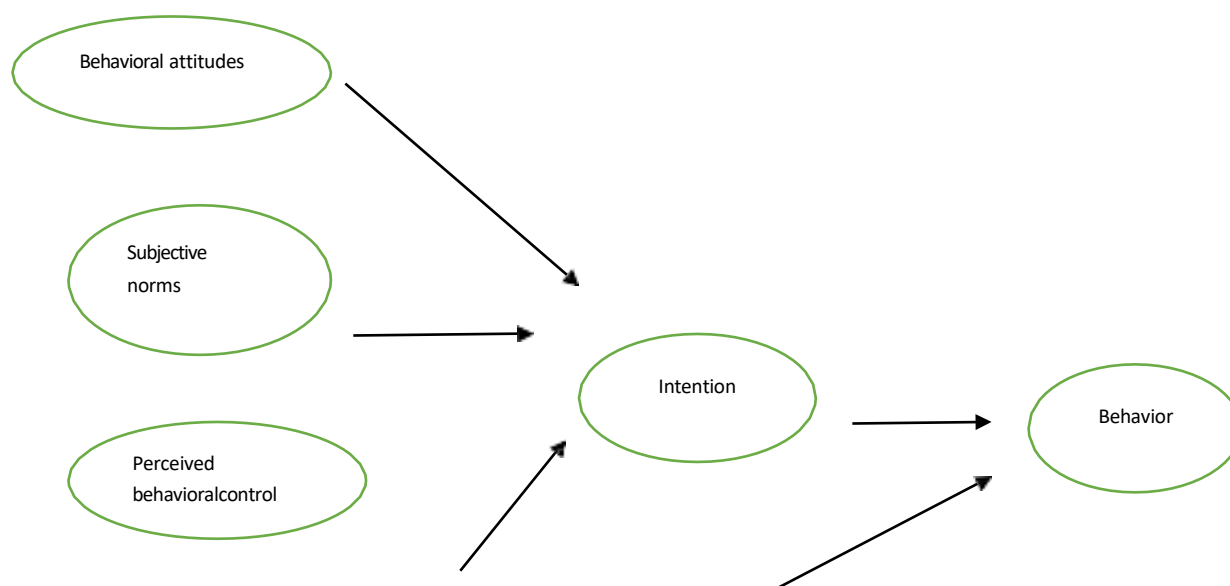 Behavioral attitudes
Subjective
norms
Intention
Behavior
Perceived
behavioralcontrol